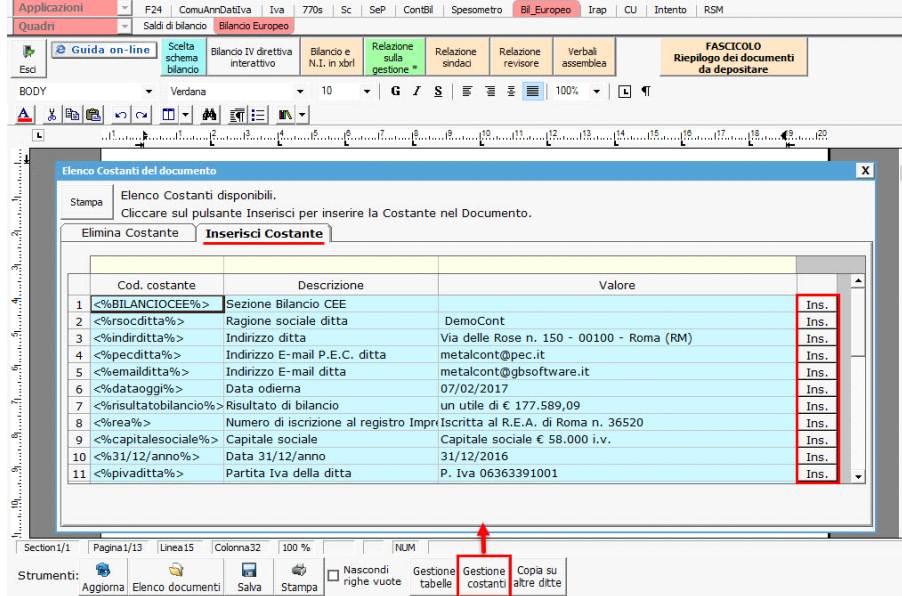 Applicazioni F24 ComuAnnDatiIva Iva 770s Sc SeP ContBil Spesometro Bil_Europeo Irap CU Intento RSM
Quadri Saldi di bilancio Bilancio Europeo
Esci
Guida on-line
Scelta schema bilancio
Bilancio IV direttiva interattivo
Bilancio e N.I. in xbrl
Relazione sulla gestione *
Relazione sindaci
Relazione revisore
Verbali assemblea
FASCICOLO
Riepilogo dei documenti
da depositare
BODY Verdana 10 G I S 100%
Elenco Costanti del documento X
Stampa
Elenco Costanti disponibili.
Cliccare sul pulsante Inserisci per inserire la Costante nel Documento.
Elimina Costante Inserisci Costante
Cod. costante Descrizione Valore
1 <%BILANCIOCEE%> Sezione Bilancio CEE Ins.
2 <%rsocditta%> Ragione sociale ditta DemoCont Ins.
3 <%indirditta%> Indirizzo ditta Via delle Rose n. 150 - 00100 - Roma (RM) Ins.
4 <%pecditta%> Indirizzo E-mail P.E.C. ditta metalcont@pec.it Ins.
5 <%emailditta%> Indirizzo E-mail ditta metalcont@gbsoftware.it Ins.
6 <%dataoggi%> Data odierna 07/02/2017 Ins.
7 <%risultatobilancio%> Risultato di bilancio un utile di € 177.589,09 Ins.
8 <%rea%> Numero di iscrizione al registro Impre Iscritta al R.E.A. di Roma n. 36520 Ins.
9 <%capitalesociale%> Capitale sociale Capitale sociale € 58.000 i.v. Ins.
10 <%31/12/anno%> Data 31/12/anno 31/12/2016 Ins.
11 <%pivaditta%> Partita Iva della ditta P. Iva 06363391001 Ins.
Section1/1 Pagina1/13 Linea15 Colonna32 100 % NUM
Strumenti: Aggiorna Elenco documenti Salva Stampa
Nascondi righe vuote
Gestione tabelle
Gestione costanti
Copia su altre ditte